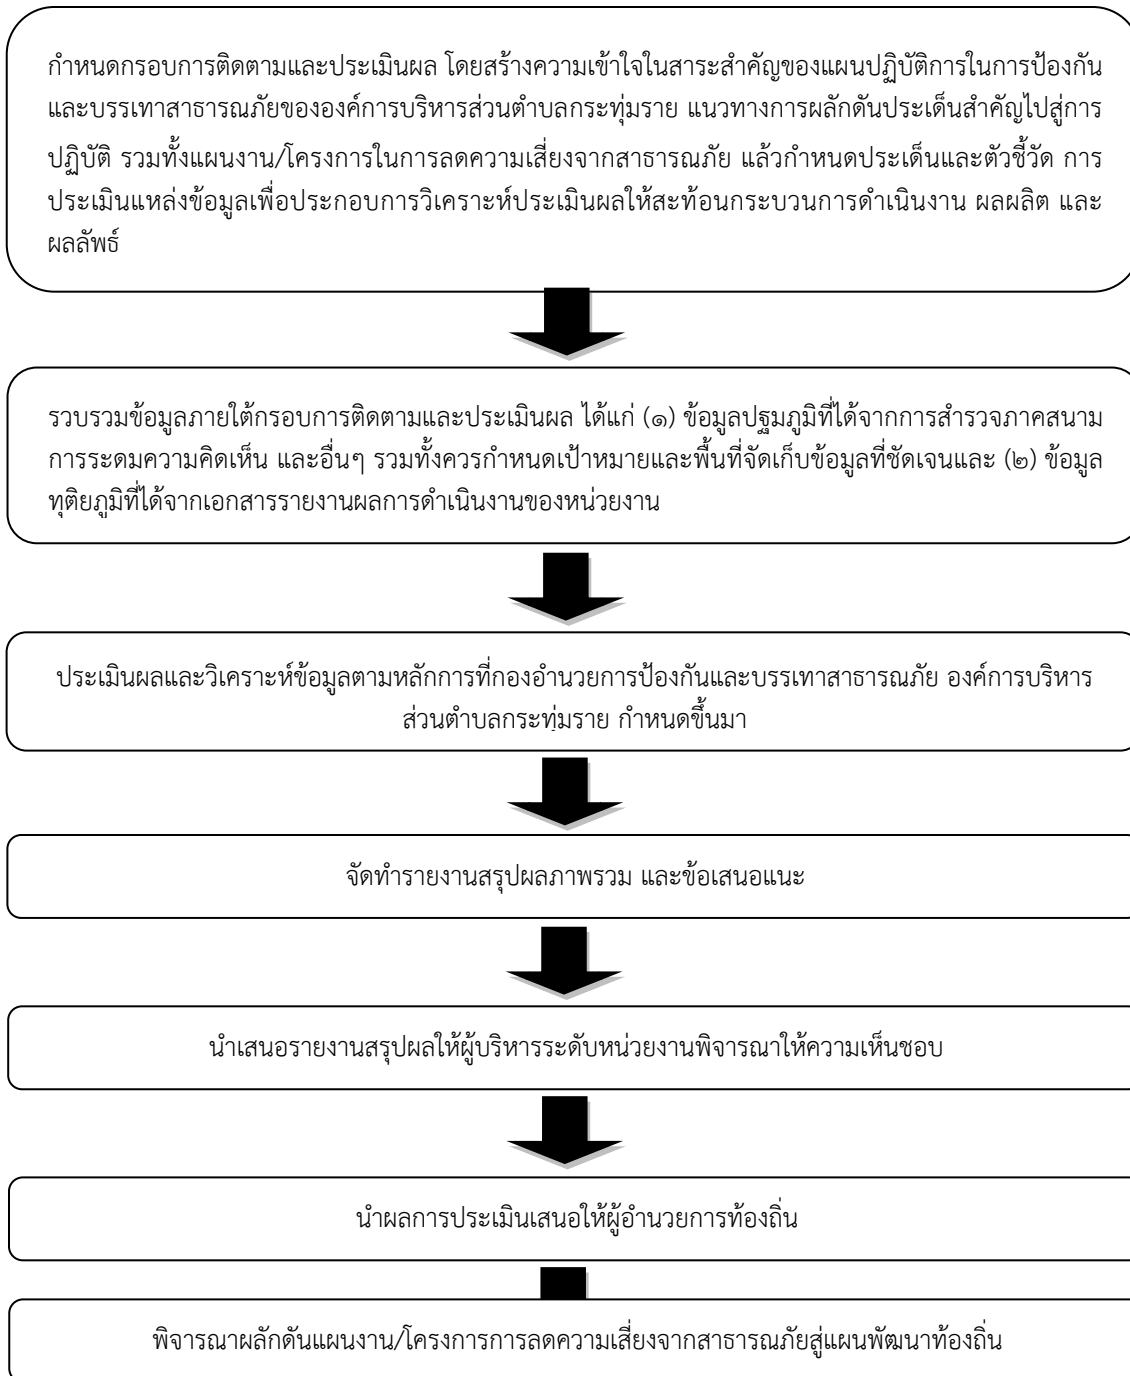 กำหนดกรอบการติดตามและประเมินผล โดยสร้างความเข้าใจในสาระสำคัญของแผนปฏิบัติการในการป้องกัน
และบรรเทาสาธารณภัยขององค์การบริหารส่วนตำบลกระทุ่มราย แนวทางการผลักดันประเด็นสำคัญไปสู่การ
ปฏิบัติ รวมทั้งแผนงาน/โครงการในการลดความเสี่ยงจากสาธารณภัย แล้วกำหนดประเด็นและตัวชี้วัด การ
ประเมินแหล่งข้อมูลเพื่อประกอบการวิเคราะห์ประเมินผลให้สะท้อนกระบวนการดำเนินงาน ผลผลิต และ
ผลลัพธ์
รวบรวมข้อมูลภายใต้กรอบการติดตามและประเมินผล ได้แก่ (๑) ข้อมูลปฐมภูมิที่ได้จากการสำรวจภาคสนาม
การระดมความคิดเห็น และอื่นๆ รวมทั้งควรกำหนดเป้าหมายและพื้นที่จัดเก็บข้อมูลที่ชัดเจนและ (๒) ข้อมูล
ทุติยภูมิที่ได้จากเอกสารรายงานผลการดำเนินงานของหน่วยงาน
ประเมินผลและวิเคราะห์ข้อมูลตามหลักการที่กองอำนวยการป้องกันและบรรเทาสาธารณภัย องค์การบริหาร
ส่วนตำบลกระทุ่มราย กำหนดขึ้นมา
จัดทำรายงานสรุปผลภาพรวม และข้อเสนอแนะ
นำเสนอรายงานสรุปผลให้ผู้บริหารระดับหน่วยงานพิจารณาให้ความเห็นชอบ
นำผลการประเมินเสนอให้ผู้อำนวยการท้องถิ่น
พิจารณาผลักดันแผนงาน/โครงการการลดความเสี่ยงจากสาธารณภัยสู่แผนพัฒนาท้องถิ่น